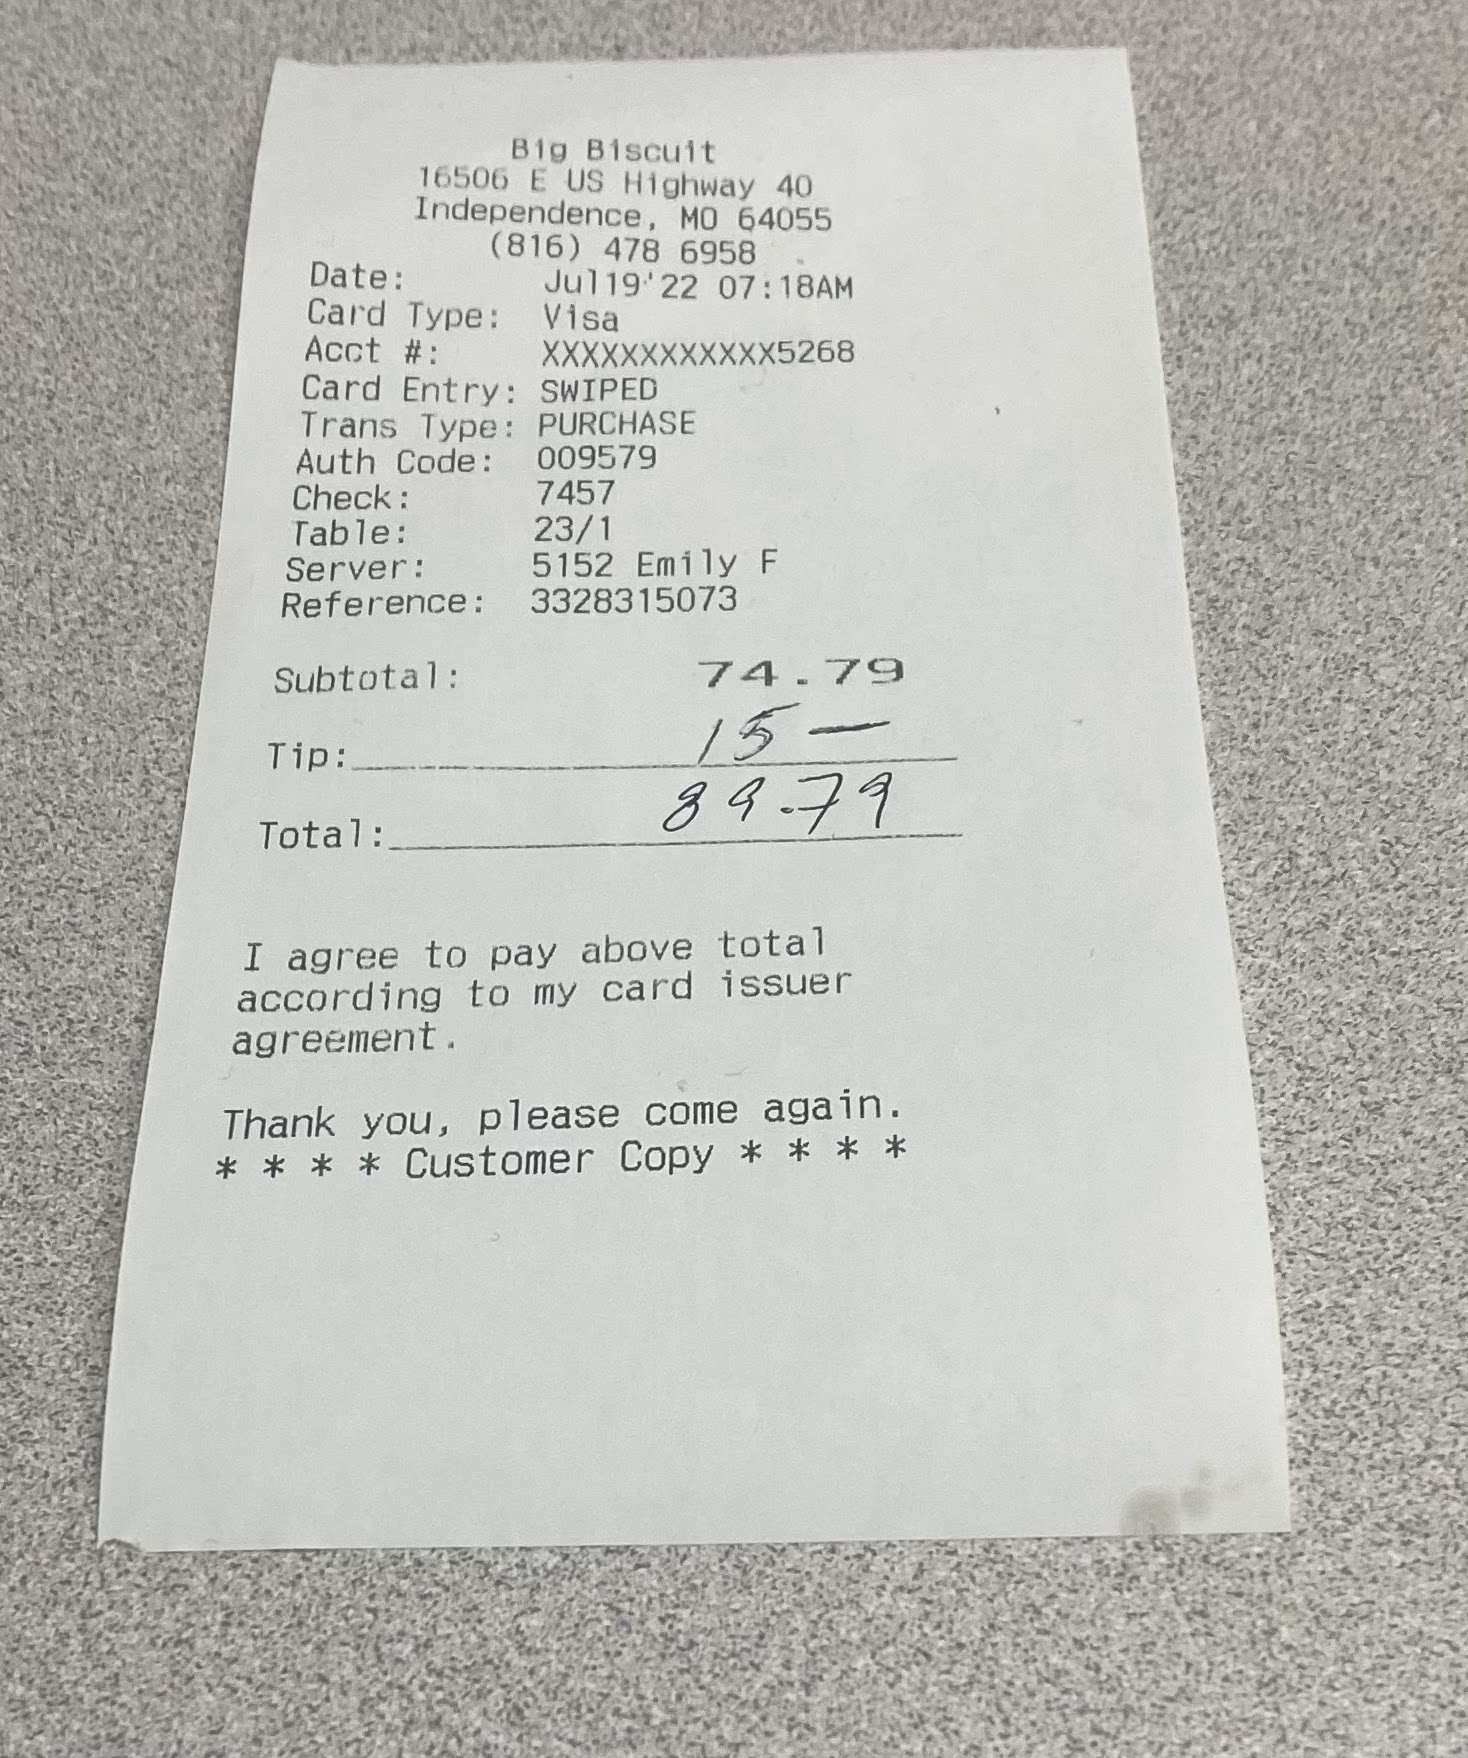 Big Biscuit
16506 E US Highway 40
Independence, MO 64055
(816) 478 6958
Date: Jul19'22 07:18AM
Card Type: Visa
Acct #: XXXXXXXXXXXX5268
Card Entry: SWIPED
Trans Type: PURCHASE
Auth Code: 009579
Check: 7457
Table: 23/1
Server: 5152 Emily F
Reference: 3328315073
Subtotal: 74.79
Tip: 15 —
Total: 89.79
I agree to pay above total
according to my card issuer
agreement.
Thank you, please come again.
* * * * Customer Copy * * * *